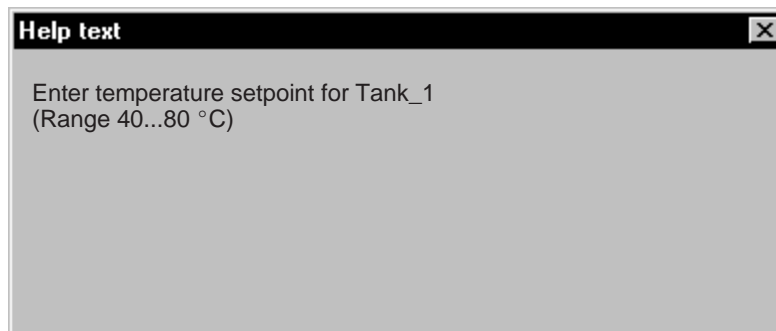 Help text
Enter temperature setpoint for Tank_1
(Range 40...80 °C)